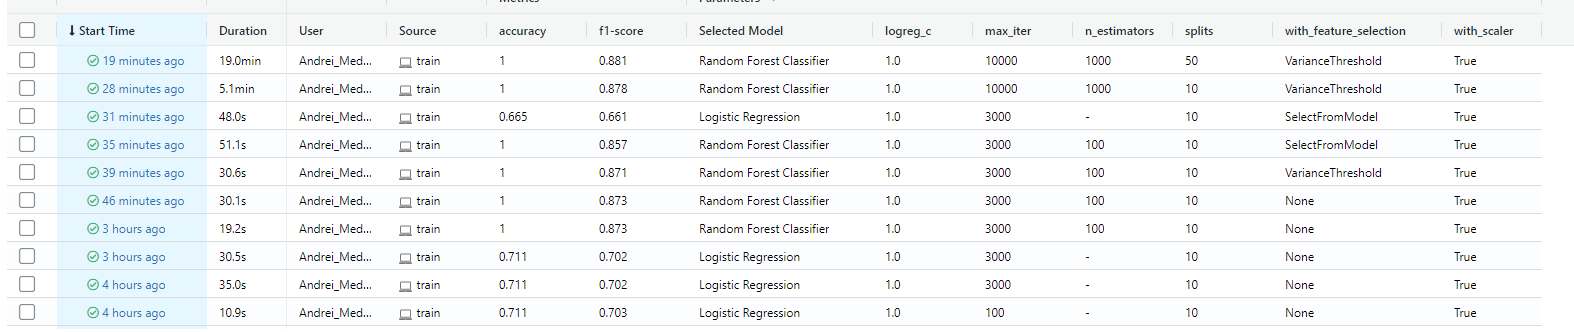 Metrics Parameters
Start Time Duration User Source accuracy f1-score Selected Model logreg_c max_iter n_estimators splits with_feature_selection with_scaler
19 minutes ago 19.0min Andrei_Med... train 1 0.881 Random Forest Classifier 1.0 10000 1000 50 VarianceThreshold True
28 minutes ago 5.1min Andrei_Med... train 1 0.878 Random Forest Classifier 1.0 10000 1000 10 VarianceThreshold True
31 minutes ago 48.0s Andrei_Med... train 0.665 0.661 Logistic Regression 1.0 3000 - 10 SelectFromModel True
35 minutes ago 51.1s Andrei_Med... train 1 0.857 Random Forest Classifier 1.0 3000 100 10 SelectFromModel True
39 minutes ago 30.6s Andrei_Med... train 1 0.871 Random Forest Classifier 1.0 3000 100 10 VarianceThreshold True
46 minutes ago 30.1s Andrei_Med... train 1 0.873 Random Forest Classifier 1.0 3000 100 10 None True
3 hours ago 19.2s Andrei_Med... train 1 0.873 Random Forest Classifier 1.0 3000 100 10 None True
3 hours ago 30.5s Andrei_Med... train 0.711 0.702 Logistic Regression 1.0 3000 - 10 None True
4 hours ago 35.0s Andrei_Med... train 0.711 0.702 Logistic Regression 1.0 3000 - 10 None True
4 hours ago 10.9s Andrei_Med... train 0.711 0.703 Logistic Regression 1.0 100 - 10 None True